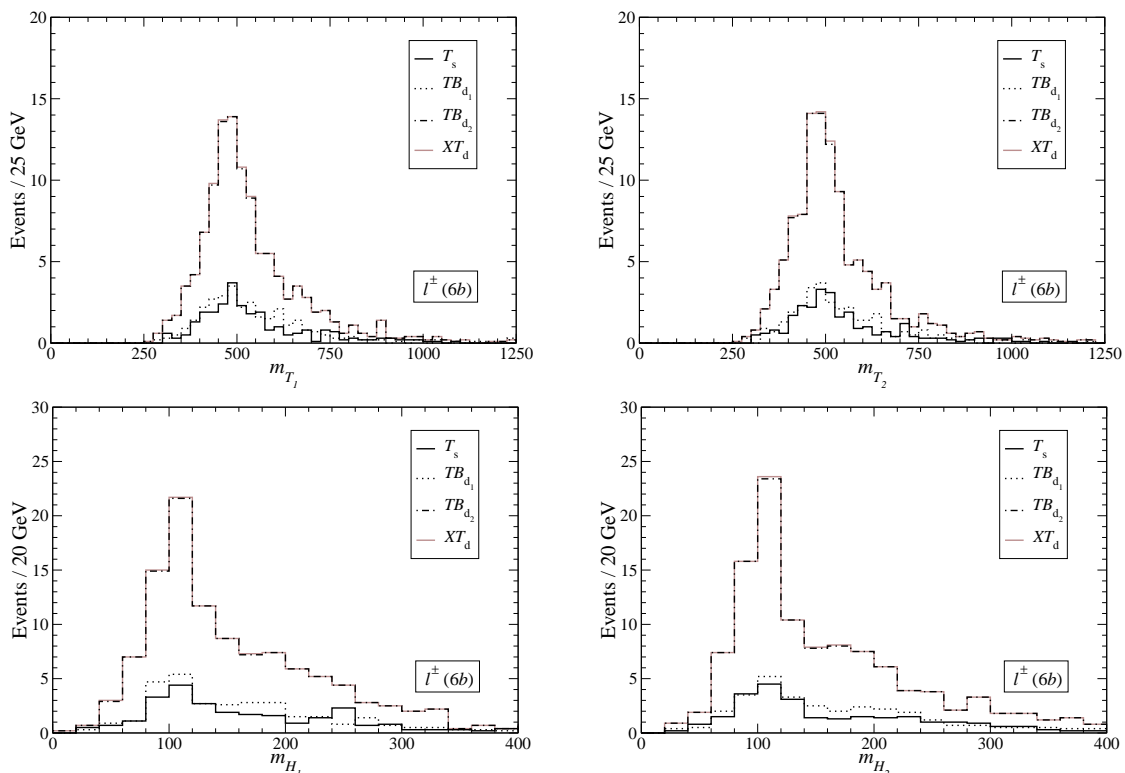 20
15
10
5
0
Events / 25 GeV
0 250 500 750 1000 1250
m_{T_1}
T_s
TB_{d_1}
TB_{d_2}
XT_d
l^± (6b)
20
15
10
5
0
Events / 25 GeV
0 250 500 750 1000 1250
m_{T_2}
T_s
TB_{d_1}
TB_{d_2}
XT_d
l^± (6b)
30
25
20
15
10
5
0
Events / 20 GeV
0 100 200 300 400
m_{H_1}
T_s
TB_{d_1}
TB_{d_2}
XT_d
l^± (6b)
30
25
20
15
10
5
0
Events / 20 GeV
0 100 200 300 400
m_{H_2}
T_s
TB_{d_1}
TB_{d_2}
XT_d
l^± (6b)